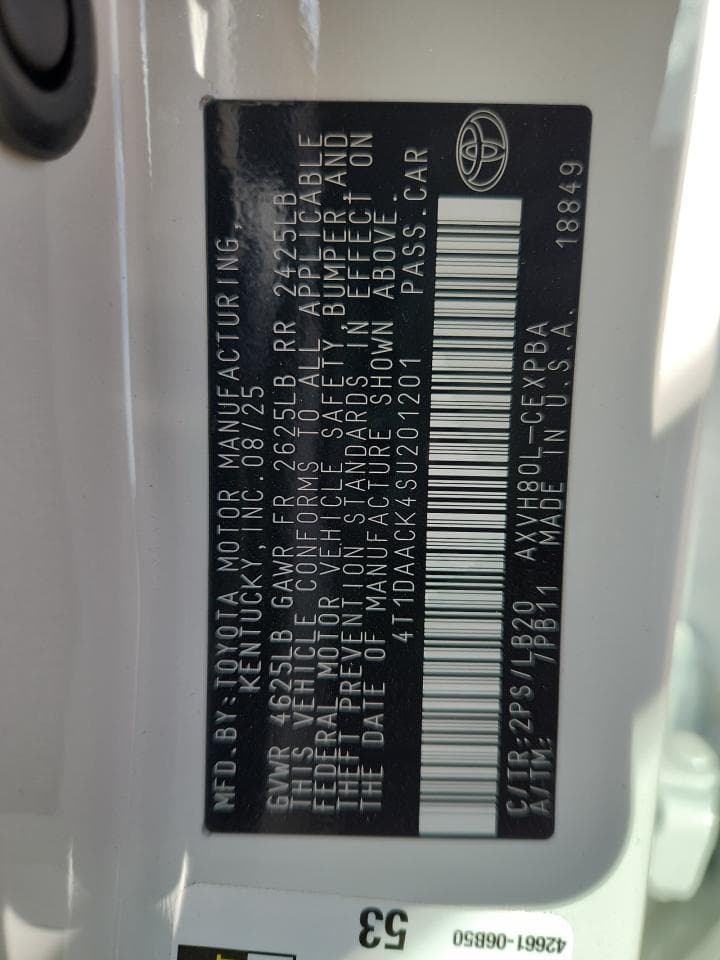 MFD.BY:TOYOTA MOTOR MANUFACTURING,
KENTUCKY,INC.08/25
GVWR 4625LB GAWR FR 2625LB RR 2425LB
THIS VEHICLE CONFORMS TO ALL APPLICABLE
FEDERAL MOTOR VEHICLE SAFETY, BUMPER,AND
THEFT PREVENTION STANDARDS IN EFFECT ON
THE DATE OF MANUFACTURE SHOWN ABOVE.
4T1DAACK4SU201201 PASS.CAR
C/TR:2PS/LB20 AXVH80L-CEXPBA
A/TM: /PB11 MADE IN U.S.A. 18849
53
42661-06B50